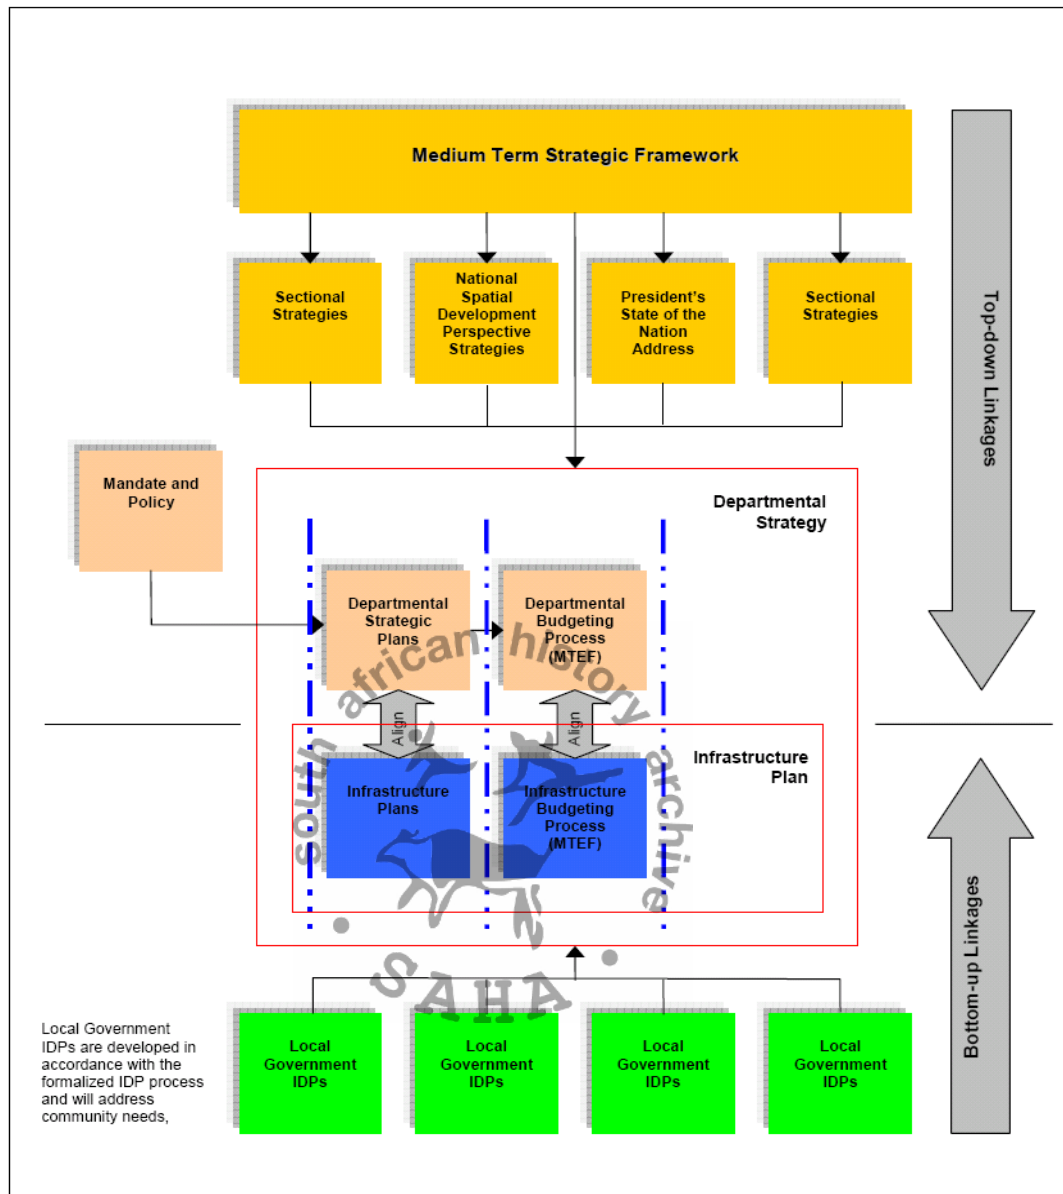 Medium Term Strategic Framework
Sectional
Strategies
National
Spatial
Development
Perspective
Strategies
President's
State of the
Nation
Address
Sectional
Strategies
Top-down Linkages
Mandate and
Policy
Departmental
Strategy
Departmental
Strategic
Plans
Departmental
Budgeting
Process
(MTEF)
Align
Align
Infrastructure
Plan
Infrastructure
Plans
Infrastructure
Budgeting
Process
(MTEF)
south african history archive
• SAHA •
Bottom-up Linkages
Local Government
IDPs are developed in
accordance with the
formalized IDP process
and will address
community needs,
Local
Government
IDPs
Local
Government
IDPs
Local
Government
IDPs
Local
Government
IDPs